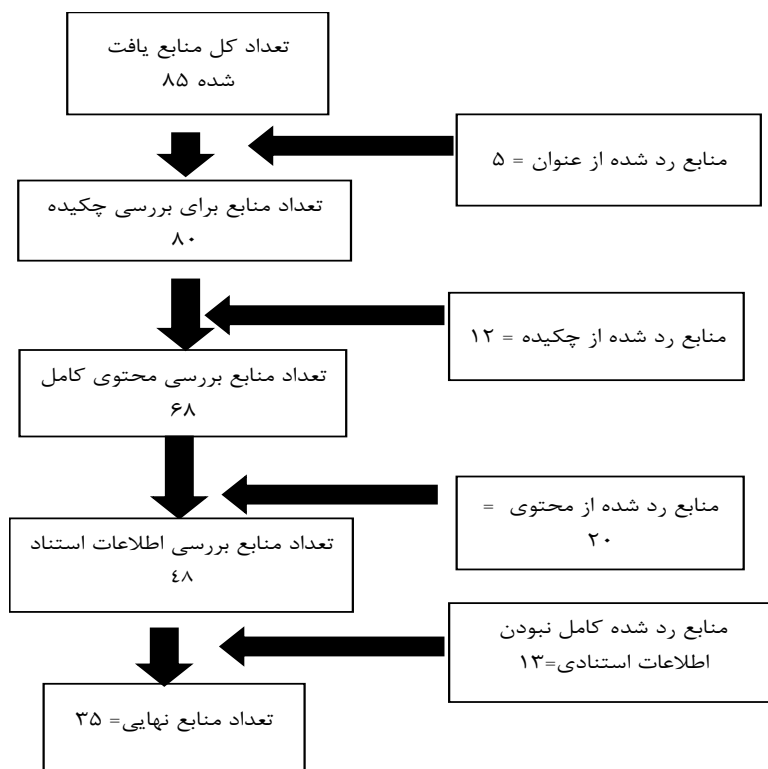 تعداد کل منابع یافت
شده ۸۵
منابع رد شده از عنوان = ۵
تعداد منابع برای بررسی چکیده
۸۰
منابع رد شده از چکیده = ۱۲
تعداد منابع بررسی محتوی کامل
۶۸
منابع رد شده از محتوی =
۲۰
تعداد منابع بررسی اطلاعات استناد
٤٨
منابع رد شده کامل نبودن
اطلاعات استنادی=۱۳
تعداد منابع نهایی= ۳۵